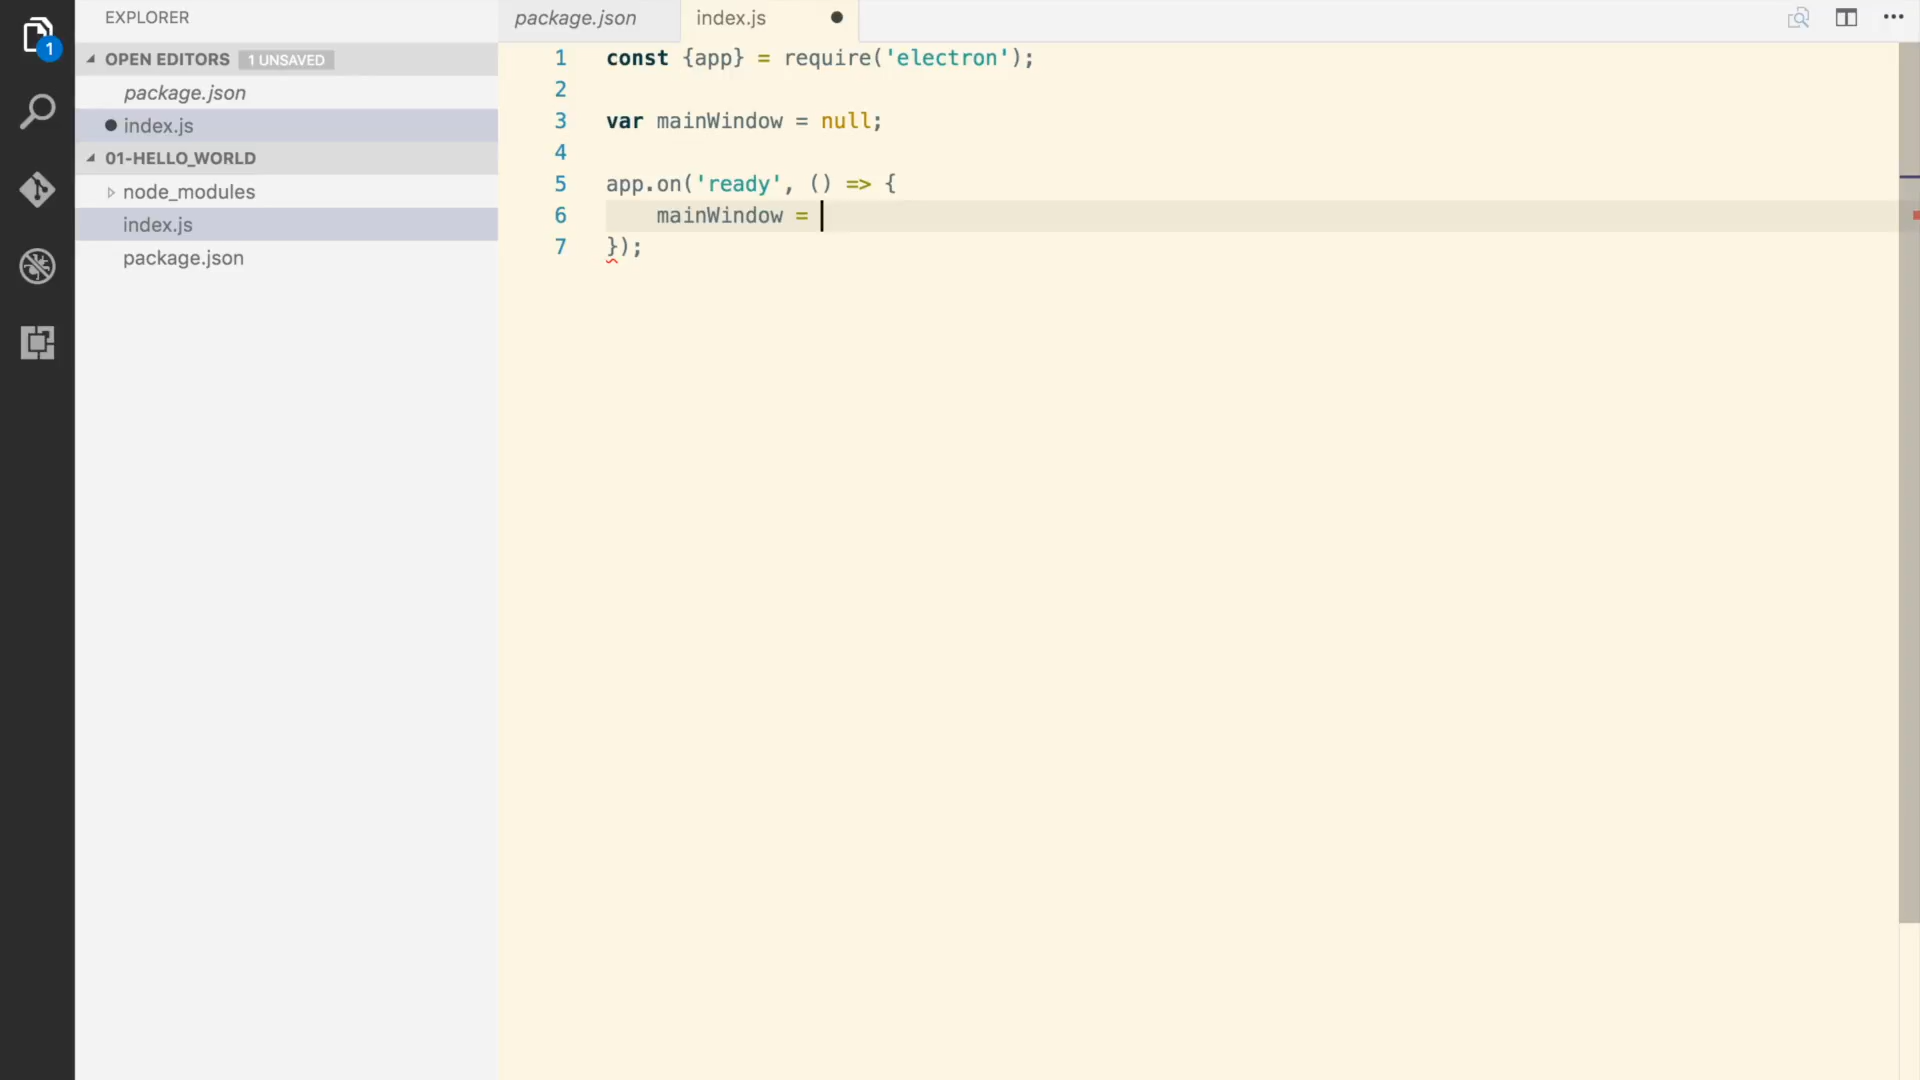 1
EXPLORER
OPEN EDITORS 1 UNSAVED
package.json
index.js
01-HELLO_WORLD
node_modules
index.js
package.json
package.json index.js
1 const {app} = require('electron');
2
3 var mainWindow = null;
4
5 app.on('ready', () => {
6 mainWindow =
7 });